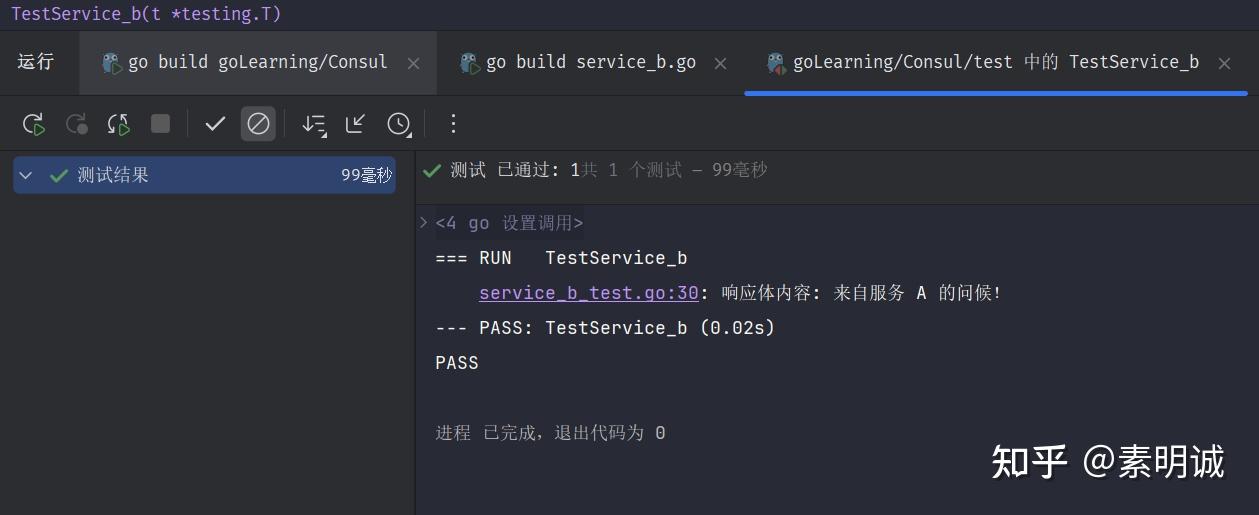 TestService_b(t *testing.T)
运行 go build goLearning/Consul × go build service_b.go × goLearning/Consul/test 中的 TestService_b ×
测试结果 99毫秒
测试 已通过: 1共 1 个测试 – 99毫秒
<4 go 设置调用>
=== RUN   TestService_b
service_b_test.go:30: 响应体内容: 来自服务 A 的问候!
--- PASS: TestService_b (0.02s)
PASS
进程 已完成，退出代码为 0
知乎 @素明诚